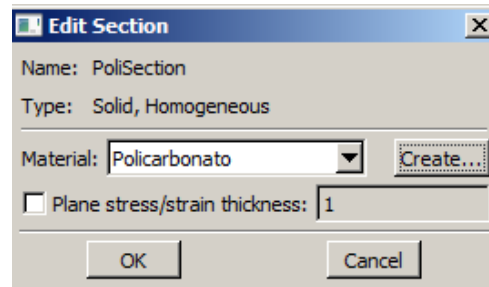 Edit Section
Name: PoliSection
Type: Solid, Homogeneous
Material: Policarbonato Create...
Plane stress/strain thickness: 1
OK Cancel